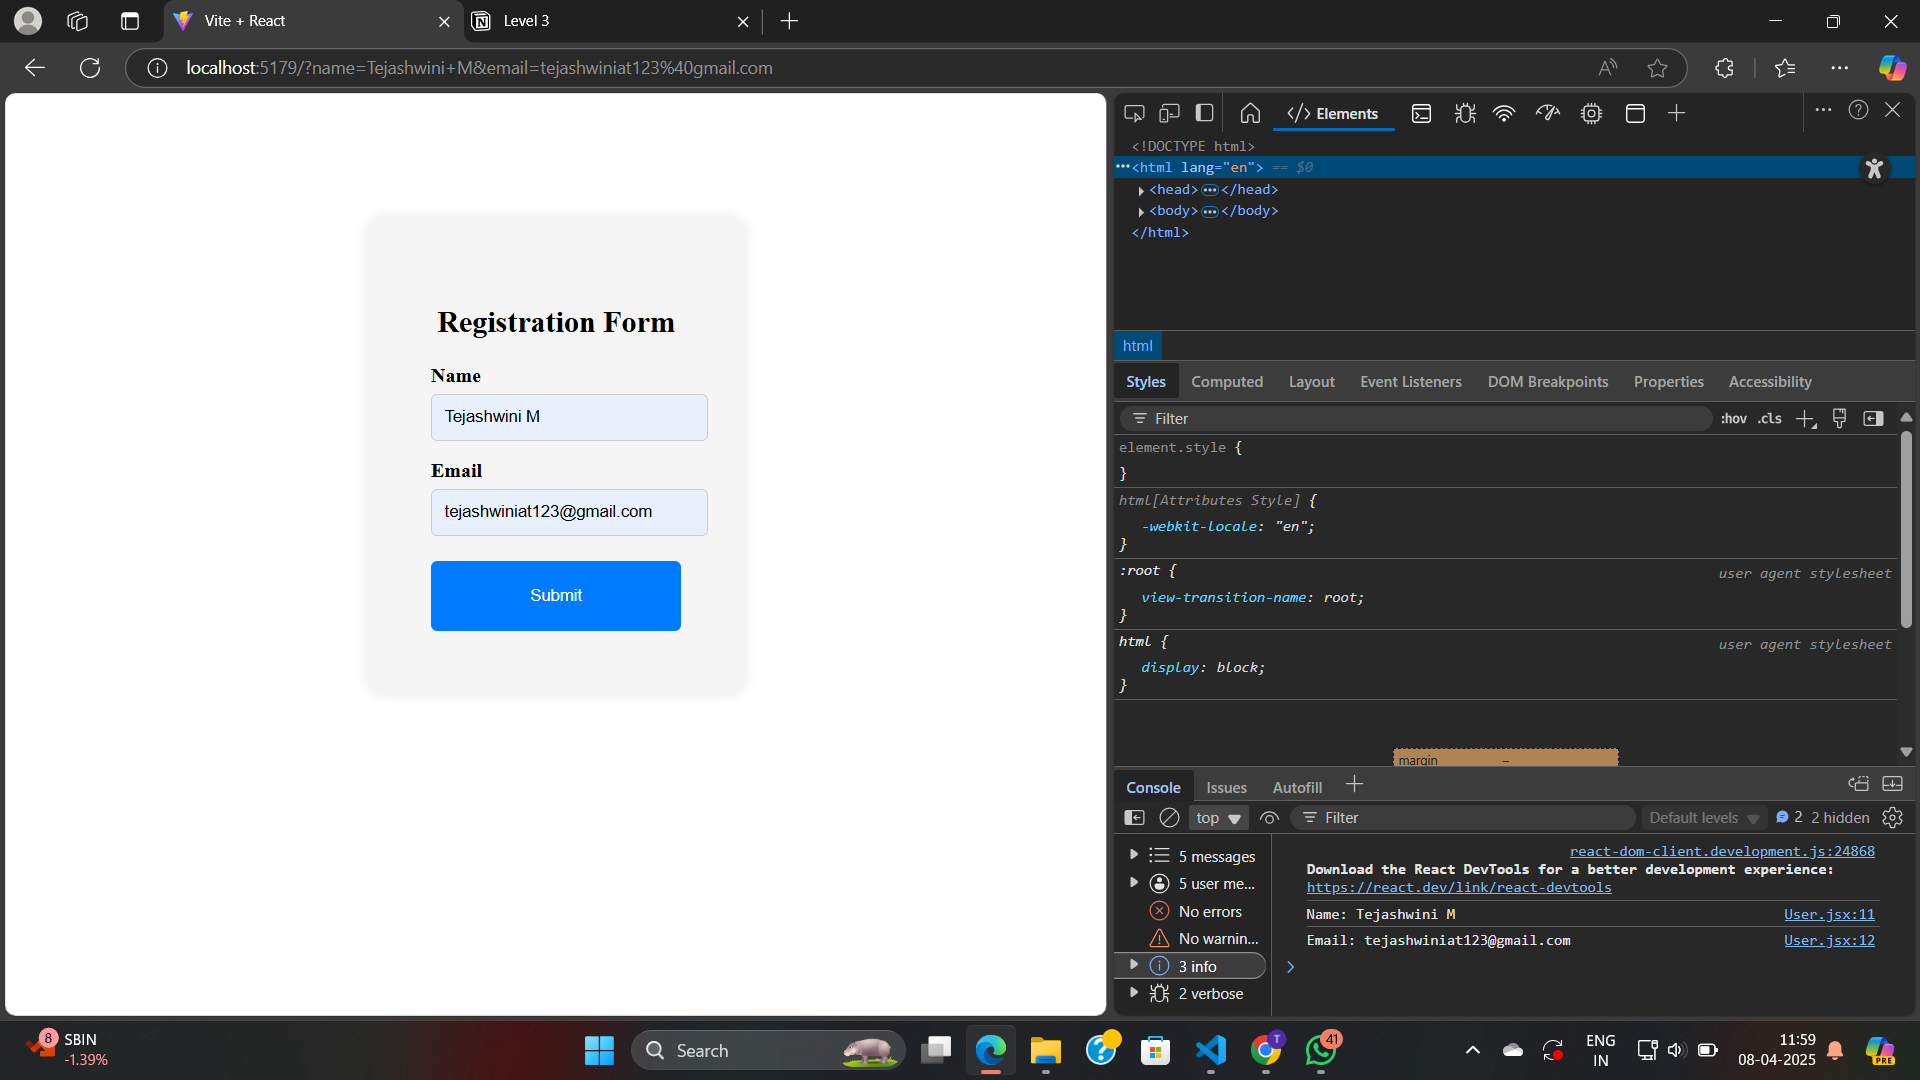 Vite + React
Level 3
localhost:5179/?name=Tejashwini+M&email=tejashwiniat123%40gmail.com
Registration Form
Name
Tejashwini M
Email
tejashwiniat123@gmail.com
Submit
</> Elements
<!DOCTYPE html>
<html lang="en"> == $0
<head> ••• </head>
<body> ••• </body>
</html>
html
Styles Computed Layout Event Listeners DOM Breakpoints Properties Accessibility
Filter :hov .cls
element.style {
}
html[Attributes Style] {
-webkit-locale: "en";
}
:root { user agent stylesheet
view-transition-name: root;
}
html { user agent stylesheet
display: block;
}
margin –
Console Issues Autofill
top Filter Default levels 2 2 hidden
5 messages
5 user me...
No errors
No warnin...
3 info
2 verbose
react-dom-client.development.js:24868
Download the React DevTools for a better development experience:
https://react.dev/link/react-devtools
Name: Tejashwini M User.jsx:11
Email: tejashwiniat123@gmail.com User.jsx:12
8 SBIN
-1.39%
Search
T
41
ENG
IN
11:59
08-04-2025
PRE